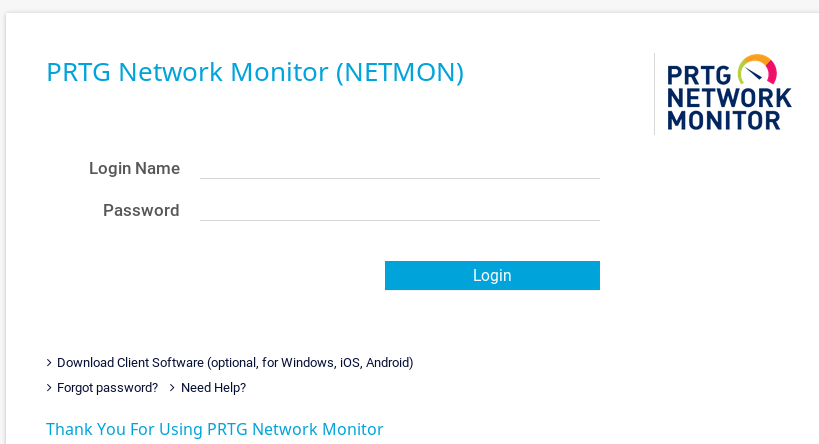 PRTG Network Monitor (NETMON)
PRTG
NETWORK
MONITOR
Login Name
Password
Login
Download Client Software (optional, for Windows, iOS, Android)
Forgot password? Need Help?
Thank You For Using PRTG Network Monitor